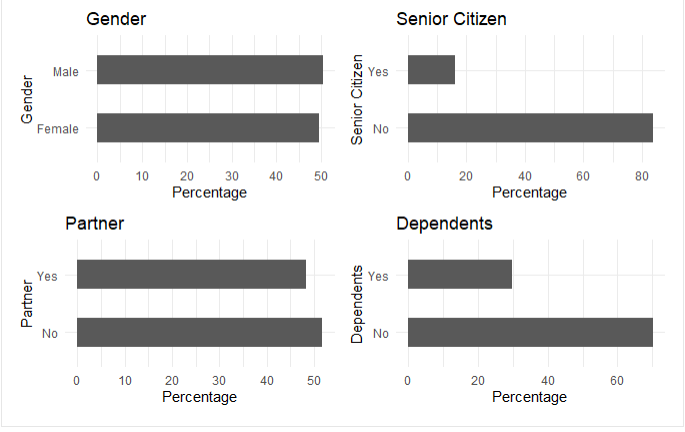 Gender
Gender
Male
Female
0 10 20 30 40 50
Percentage
Senior Citizen
Senior Citizen
Yes
No
0 20 40 60 80
Percentage
Partner
Partner
Yes
No
0 10 20 30 40 50
Percentage
Dependents
Dependents
Yes
No
0 20 40 60
Percentage